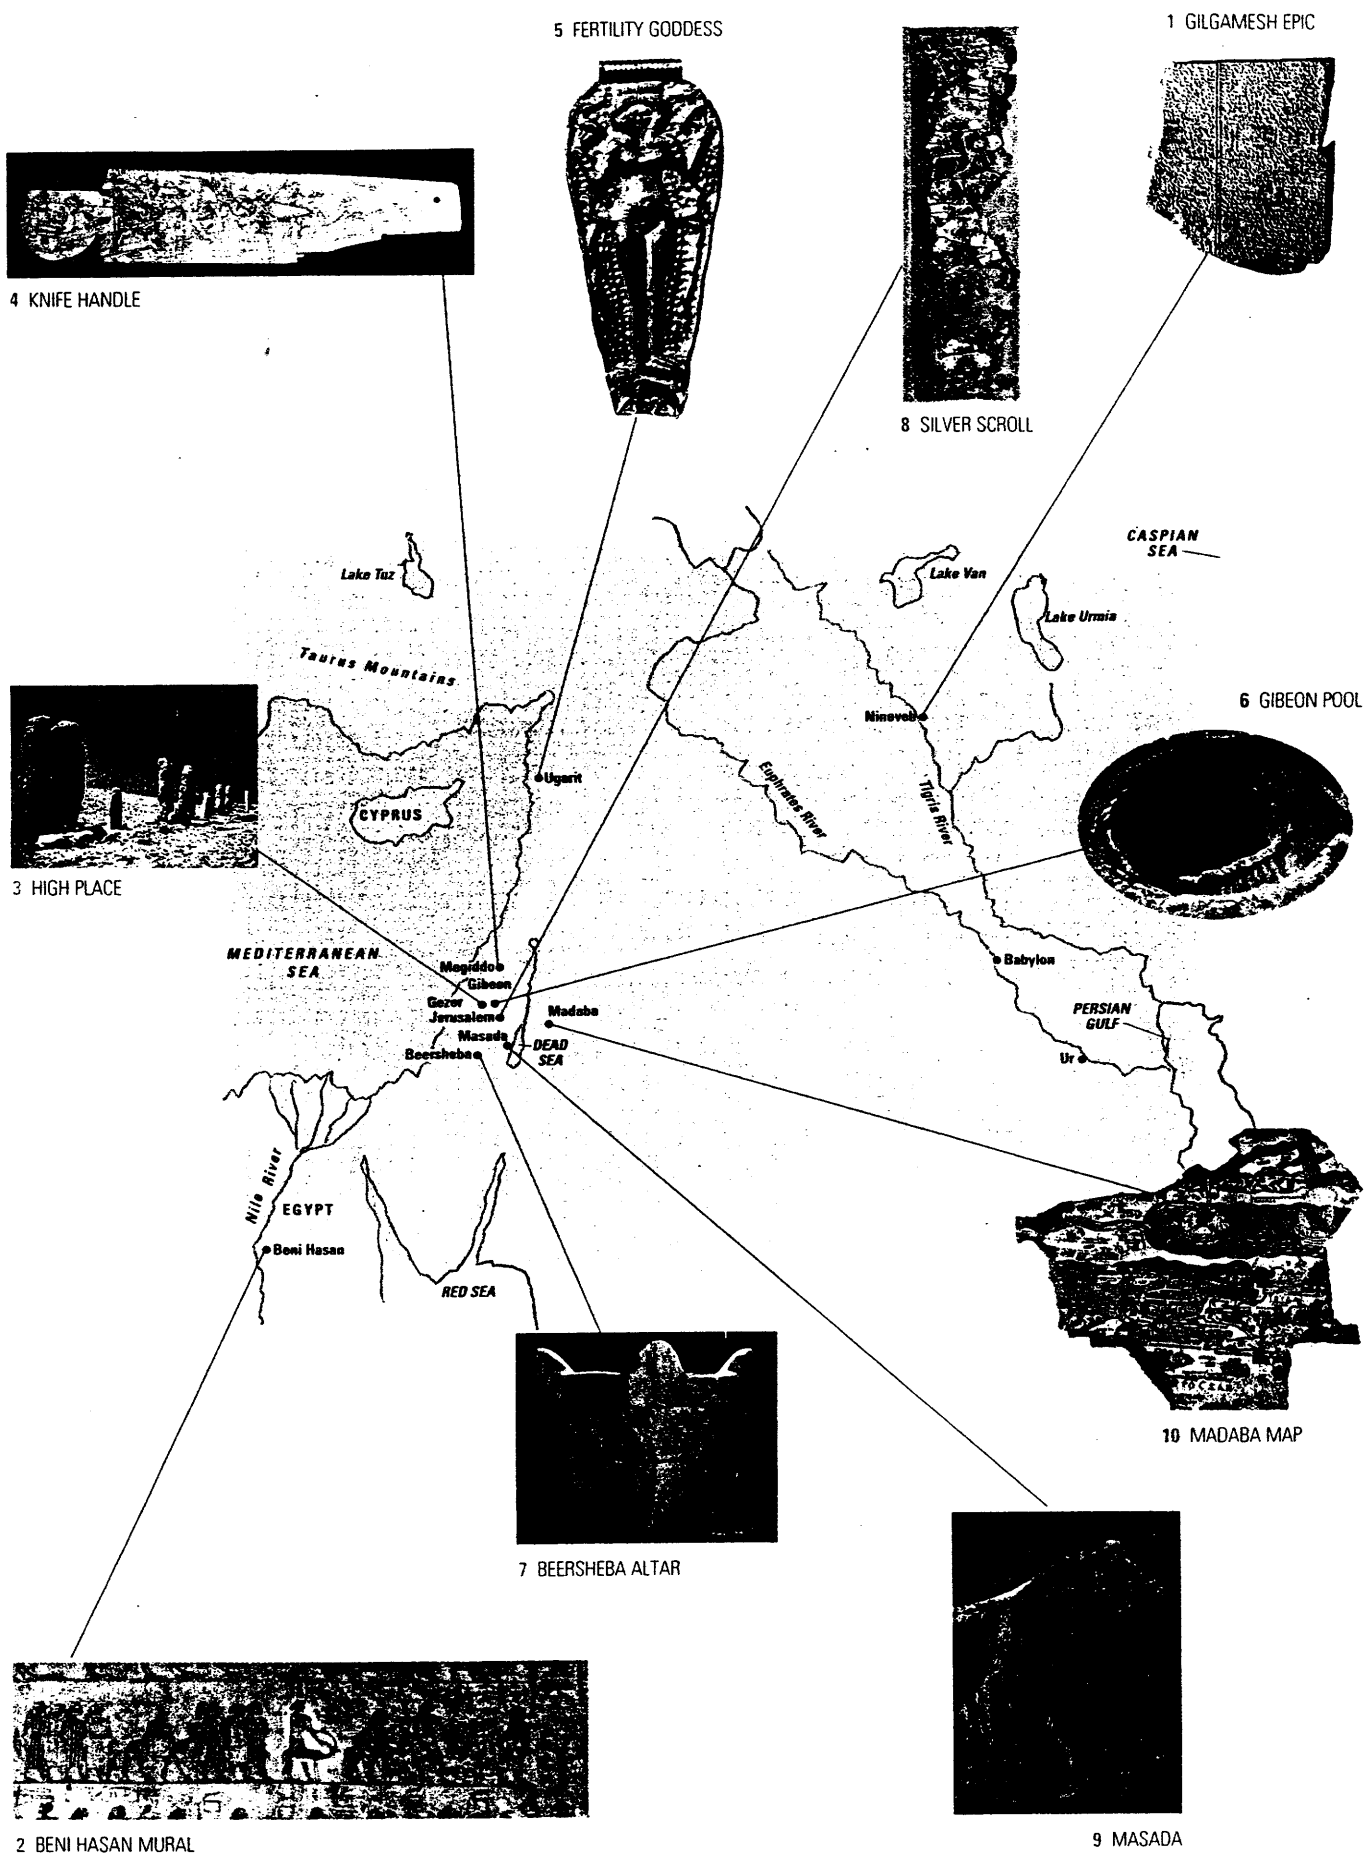 5 FERTILITY GODDESS
1 GILGAMESH EPIC
4 KNIFE HANDLE
8 SILVER SCROLL
CASPIAN
SEA
Lake Tuz
Lake Van
Lake Urmia
Taurus Mountains
6 GIBEON POOL
Nineveh
Ugarit
Euphrates River
Tigris River
CYPRUS
3 HIGH PLACE
MEDITERRANEAN
SEA
Megiddo
Gibeon
Gezer
Jerusalem
Madaba
Masada
DEAD
SEA
Beersheba
Babylon
PERSIAN
GULF
Ur
Nile River
EGYPT
Beni Hasan
RED SEA
10 MADABA MAP
7 BEERSHEBA ALTAR
2 BENI HASAN MURAL
9 MASADA